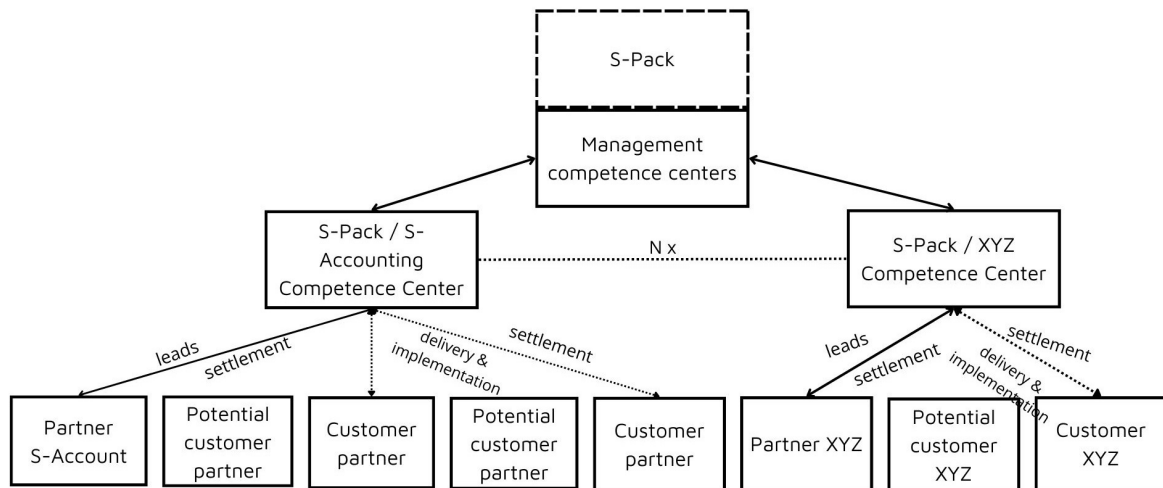 S-Pack
Management
competence centers
S-Pack / S-
Accounting
Competence Center
N x
S-Pack / XYZ
Competence Center
leads
settlement
delivery &
implementation
settlement
leads
settlement
delivery &
implementation
settlement
Partner
S-Account
Potential
customer
partner
Customer
partner
Potential
customer
partner
Customer
partner
Partner XYZ
Potential
customer
XYZ
Customer
XYZ